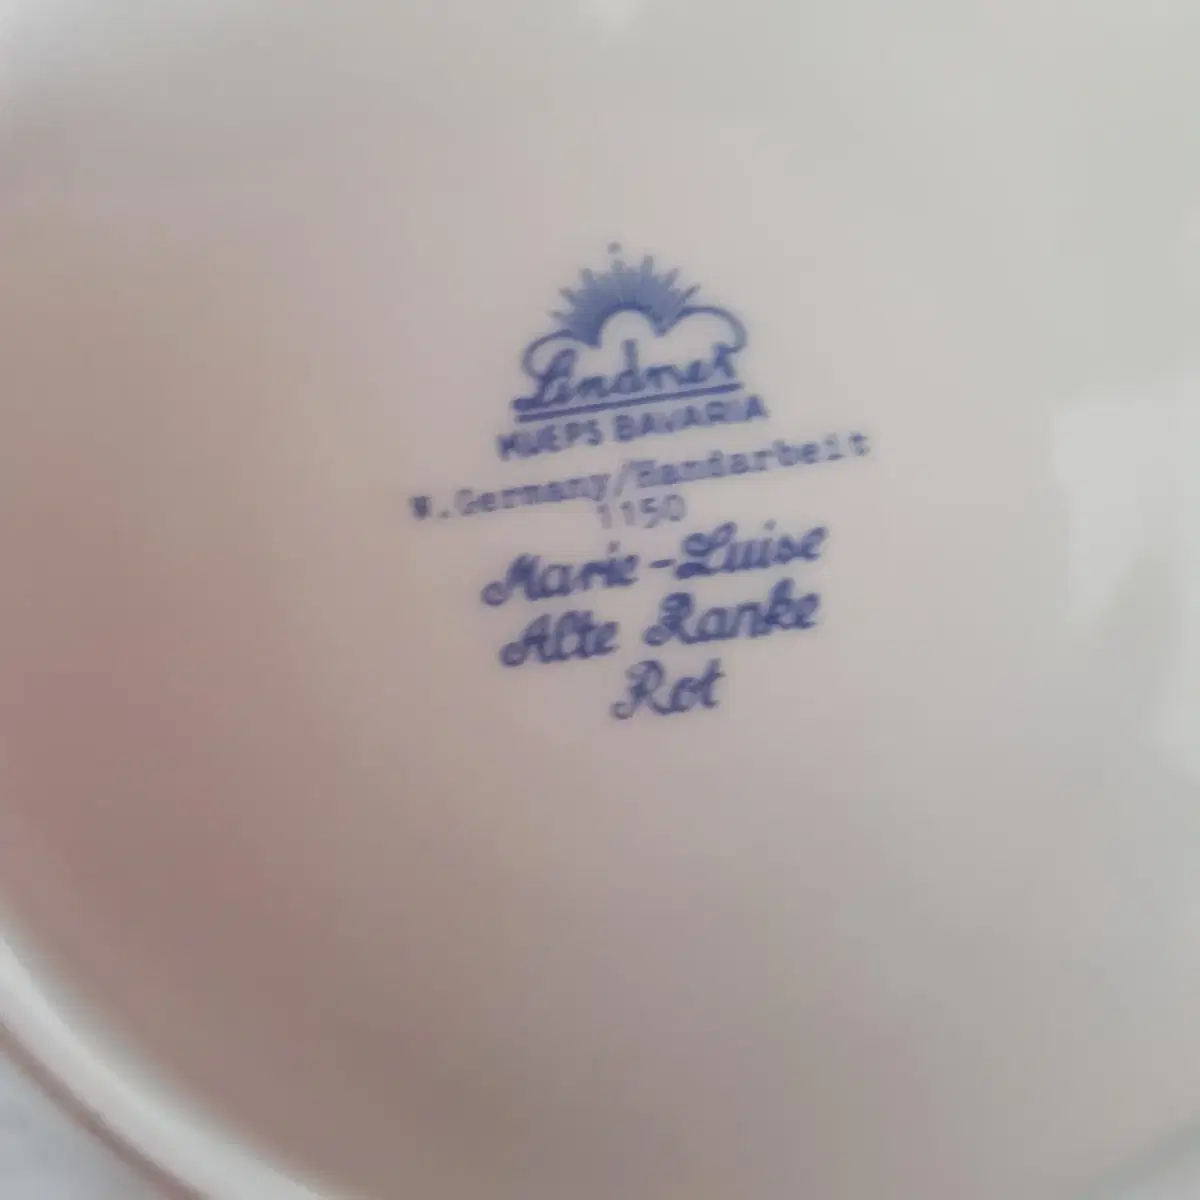 Lindner
KUEPS BAVARIA
W.Germany/Handarbeit
1150
Marie-Luise
Alte Ranke
Rot